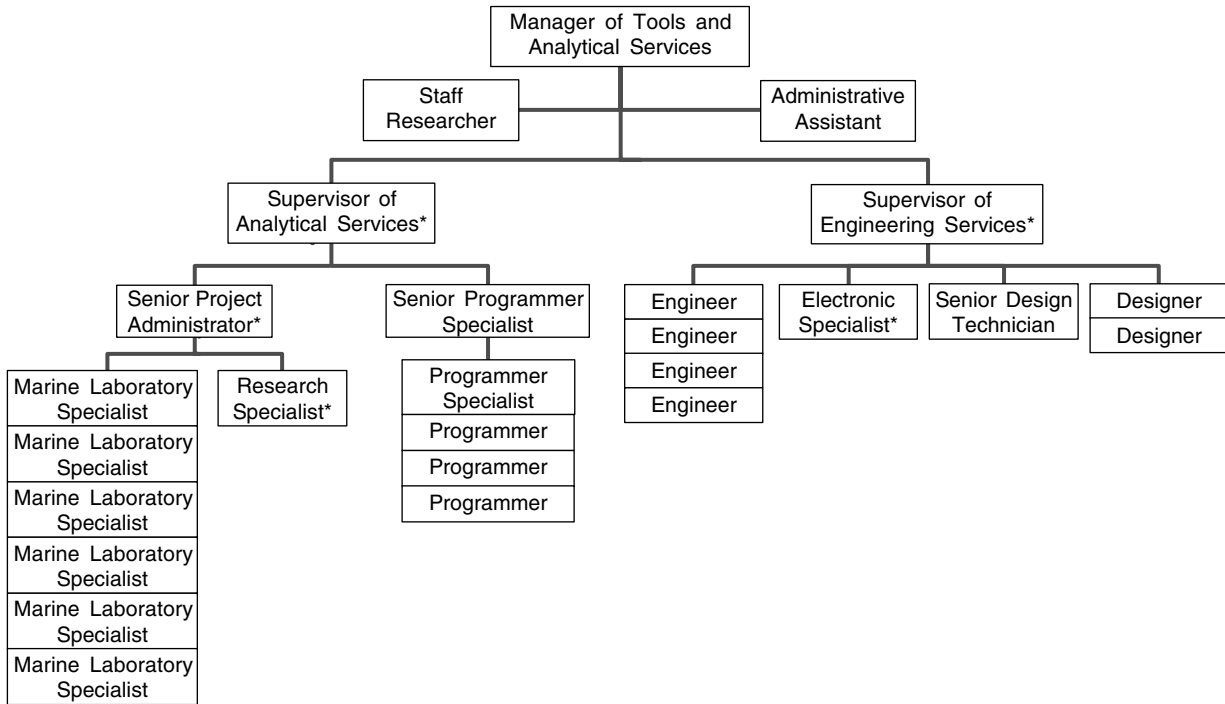 Manager of Tools and
Analytical Services
Staff
Researcher
Administrative
Assistant
Supervisor of
Analytical Services*
Supervisor of
Engineering Services*
Senior Project
Administrator*
Senior Programmer
Specialist
Engineer
Engineer
Engineer
Engineer
Electronic
Specialist*
Senior Design
Technician
Designer
Designer
Marine Laboratory
Specialist
Marine Laboratory
Specialist
Marine Laboratory
Specialist
Marine Laboratory
Specialist
Marine Laboratory
Specialist
Marine Laboratory
Specialist
Research
Specialist*
Programmer
Specialist
Programmer
Programmer
Programmer